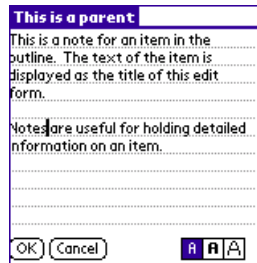 This is a parent
This is a note for an item in the
outline. The text of the item is
displayed as the title of this edit
form.
Notes are useful for holding detailed
information on an item.
OK Cancel A A A